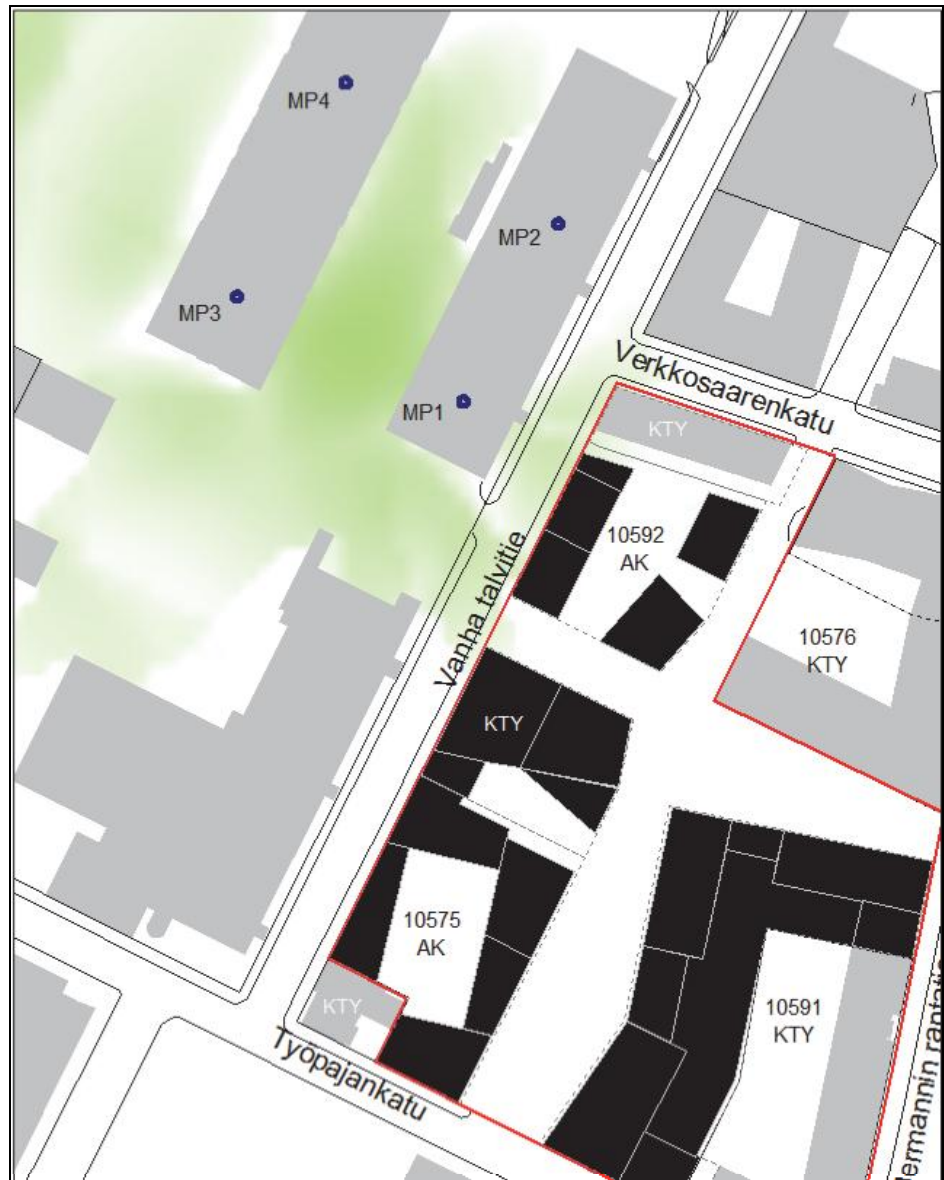 MP4
MP2
MP3
MP1
Verkkosaarenkatu
KTY
10592
AK
Vanha talvitie
10576
KTY
KTY
10575
AK
KTY
10591
KTY
Työpajankatu